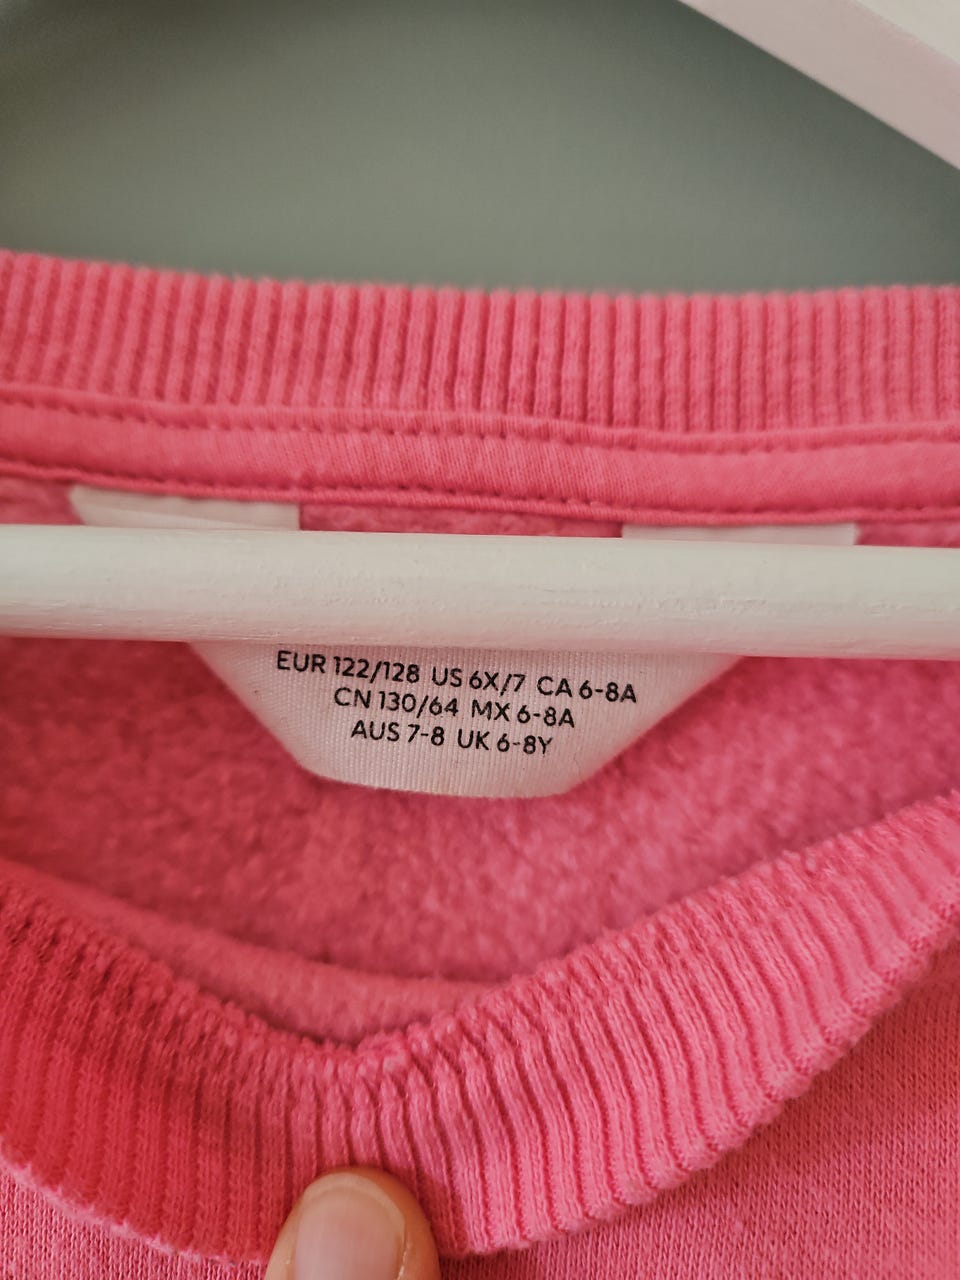 EUR 122/128 US 6X/7 CA 6-8A
CN 130/64 MX 6-8A
AUS 7-8 UK 6-8Y